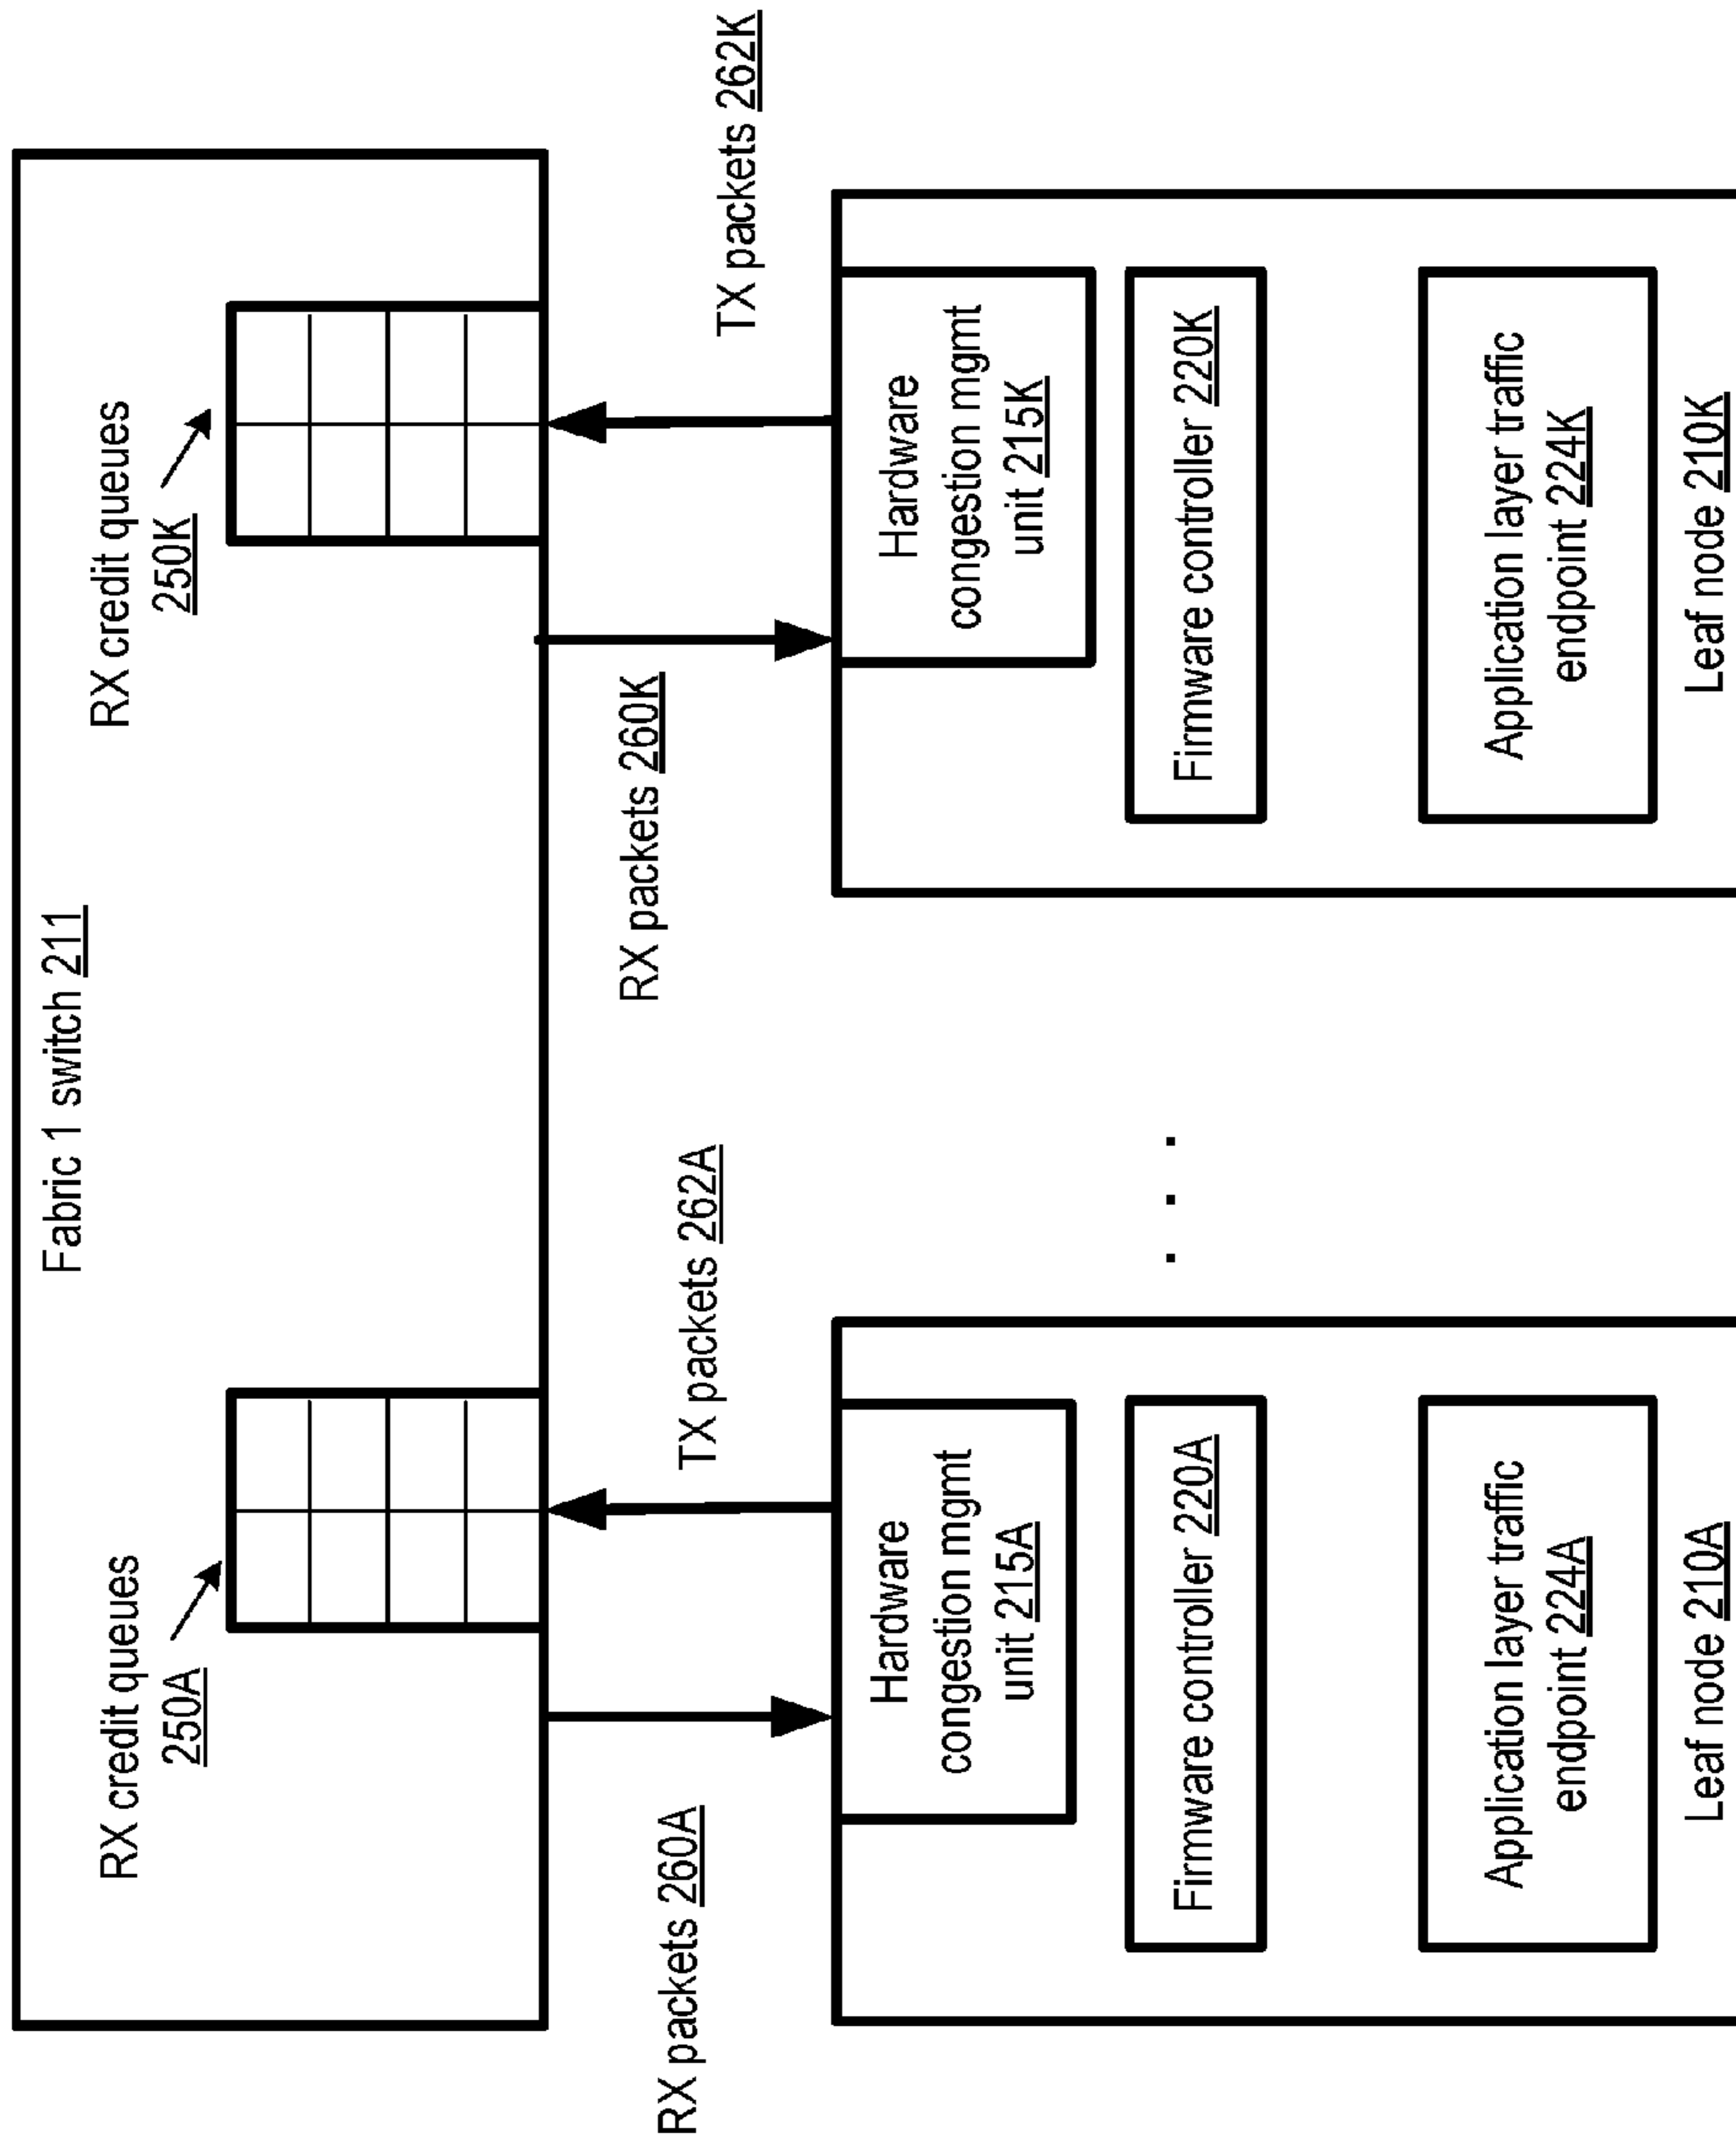 Fabric 1 switch 211
RX credit queues
250A
RX credit queues
250K
RX packets 260A
TX packets 262A
RX packets 260K
TX packets 262K
Hardware
congestion mgmt
unit 215A
Firmware controller 220A
Application layer traffic
endpoint 224A
Leaf node 210A
. . .
Hardware
congestion mgmt
unit 215K
Firmware controller 220K
Application layer traffic
endpoint 224K
Leaf node 210K